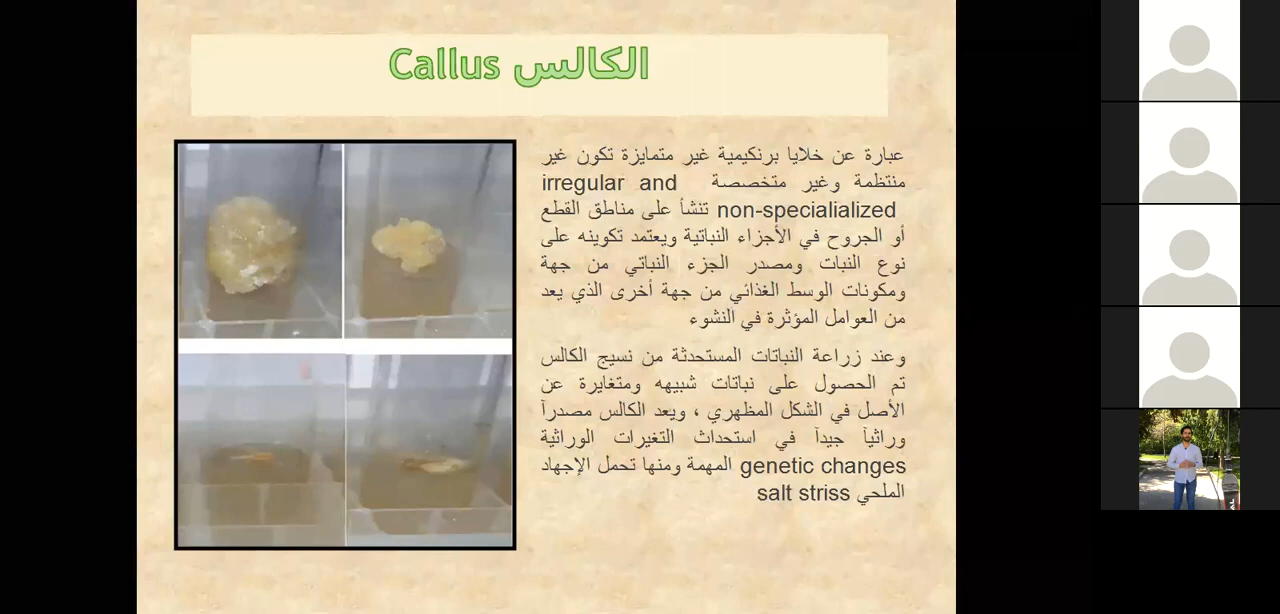 الكالس Callus
عبارة عن خلايا برنكيمية غير متمايزة تكون غير
منتظمة وغير متخصصة irregular and
non-specialialized تنشأ على مناطق القطع
أو الجروح في الأجزاء النباتية ويعتمد تكوينه على
نوع النبات ومصدر الجزء النباتي من جهة
ومكونات الوسط الغذائي من جهة أخرى الذي يعد
من العوامل المؤثرة في النشوء
وعند زراعة النباتات المستحدثة من نسيج الكالس
تم الحصول على نباتات شبيهه ومتغايرة عن
الأصل في الشكل المظهري ، ويعد الكالس مصدرآ
وراثيآ جيدآ في استحداث التغيرات الوراثية
genetic changes المهمة ومنها تحمل الإجهاد
الملحي salt striss